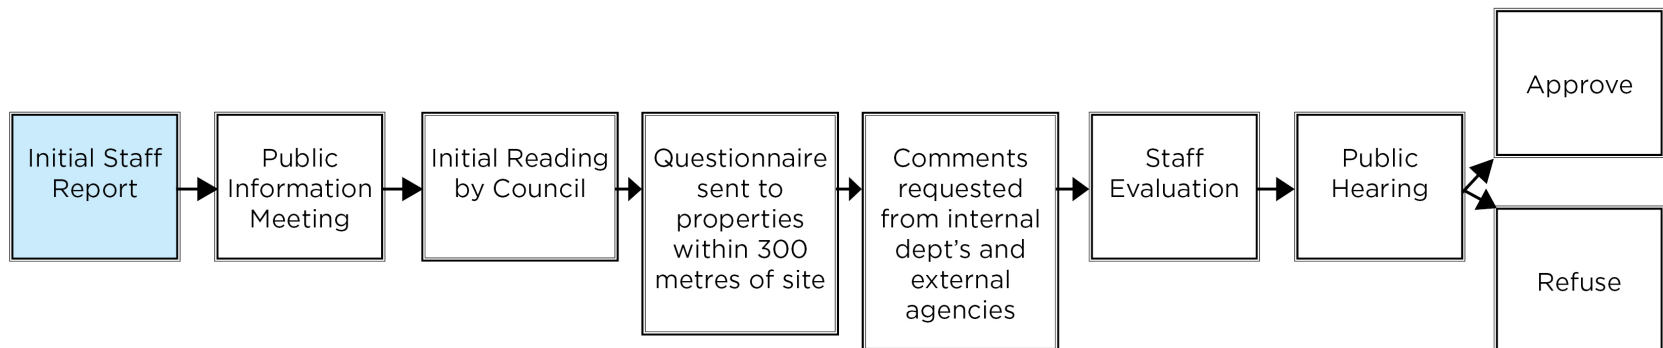 Initial Staff
Report
Public
Information
Meeting
Initial Reading
by Council
Questionnaire
sent to
properties
within 300
metres of site
Comments
requested
from internal
dept's and
external
agencies
Staff
Evaluation
Public
Hearing
Approve
Refuse